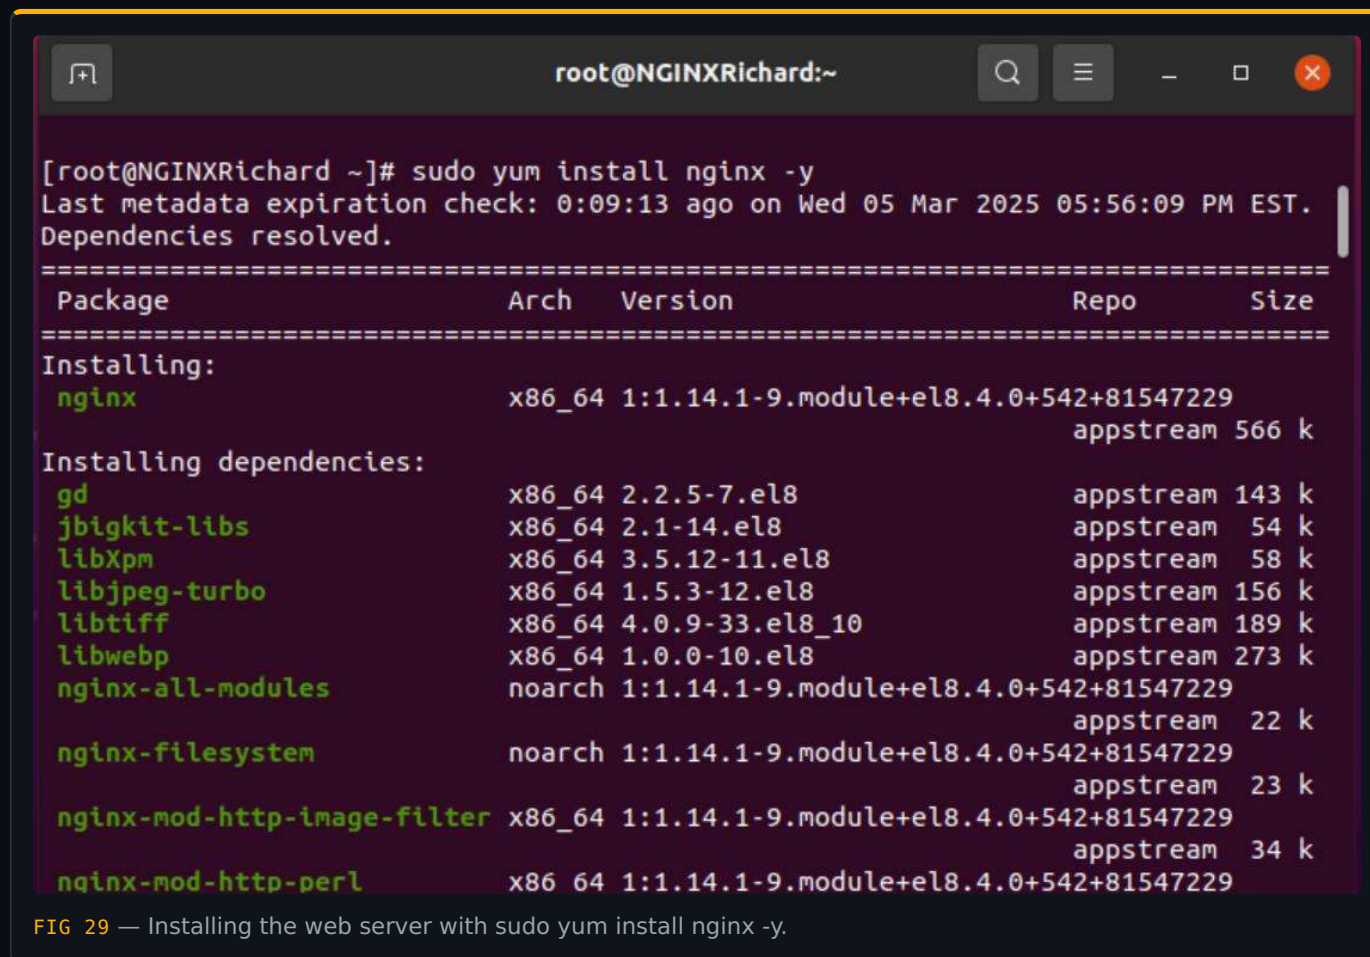 root@NGINXRichard:~
[root@NGINXRichard ~]# sudo yum install nginx -y
Last metadata expiration check: 0:09:13 ago on Wed 05 Mar 2025 05:56:09 PM EST.
Dependencies resolved.
================================================================================
Package Arch Version Repo Size
================================================================================
Installing:
nginx x86_64 1:1.14.1-9.module+el8.4.0+542+81547229
appstream 566 k
Installing dependencies:
gd x86_64 2.2.5-7.el8 appstream 143 k
jbigkit-libs x86_64 2.1-14.el8 appstream 54 k
libXpm x86_64 3.5.12-11.el8 appstream 58 k
libjpeg-turbo x86_64 1.5.3-12.el8 appstream 156 k
libtiff x86_64 4.0.9-33.el8_10 appstream 189 k
libwebp x86_64 1.0.0-10.el8 appstream 273 k
nginx-all-modules noarch 1:1.14.1-9.module+el8.4.0+542+81547229
appstream 22 k
nginx-filesystem noarch 1:1.14.1-9.module+el8.4.0+542+81547229
appstream 23 k
nginx-mod-http-image-filter x86_64 1:1.14.1-9.module+el8.4.0+542+81547229
appstream 34 k
nginx-mod-http-perl x86_64 1:1.14.1-9.module+el8.4.0+542+81547229
FIG 29 — Installing the web server with sudo yum install nginx -y.